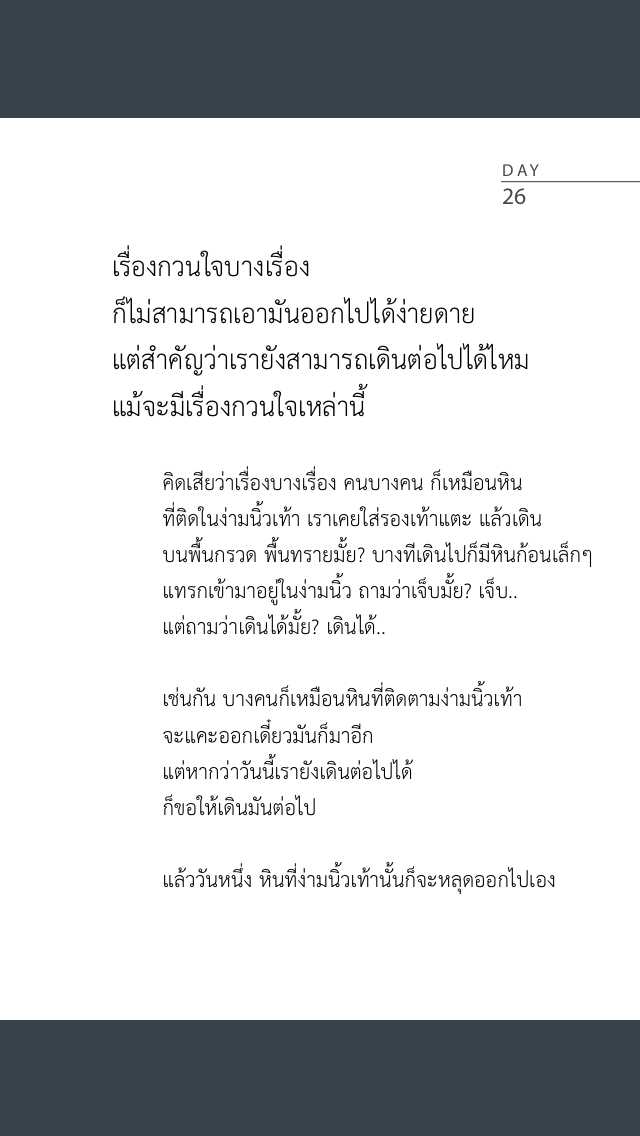 DAY
26
เรื่องกวนใจบางเรื่อง
ก็ไม่สามารถเอามันออกไปได้ง่ายดาย
แต่สำคัญว่าเรายังสามารถเดินต่อไปได้ไหม
แม้จะมีเรื่องกวนใจเหล่านี้
คิดเสียว่าเรื่องบางเรื่อง คนบางคน ก็เหมือนหิน
ที่ติดในง่ามนิ้วเท้า เราเคยใส่รองเท้าแตะ แล้วเดิน
บนพื้นกรวด พื้นทรายมั้ย? บางทีเดินไปก็มีหินก้อนเล็กๆ
แทรกเข้ามาอยู่ในง่ามนิ้ว ถามว่าเจ็บมั้ย? เจ็บ..
แต่ถามว่าเดินได้มั้ย? เดินได้..
เช่นกัน บางคนก็เหมือนหินที่ติดตามง่ามนิ้วเท้า
จะแคะออกเดี๋ยวมันก็มาอีก
แต่หากว่าวันนี้เรายังเดินต่อไปได้
ก็ขอให้เดินมันต่อไป
แล้ววันหนึ่ง หินที่ง่ามนิ้วเท้านั้นก็จะหลุดออกไปเอง